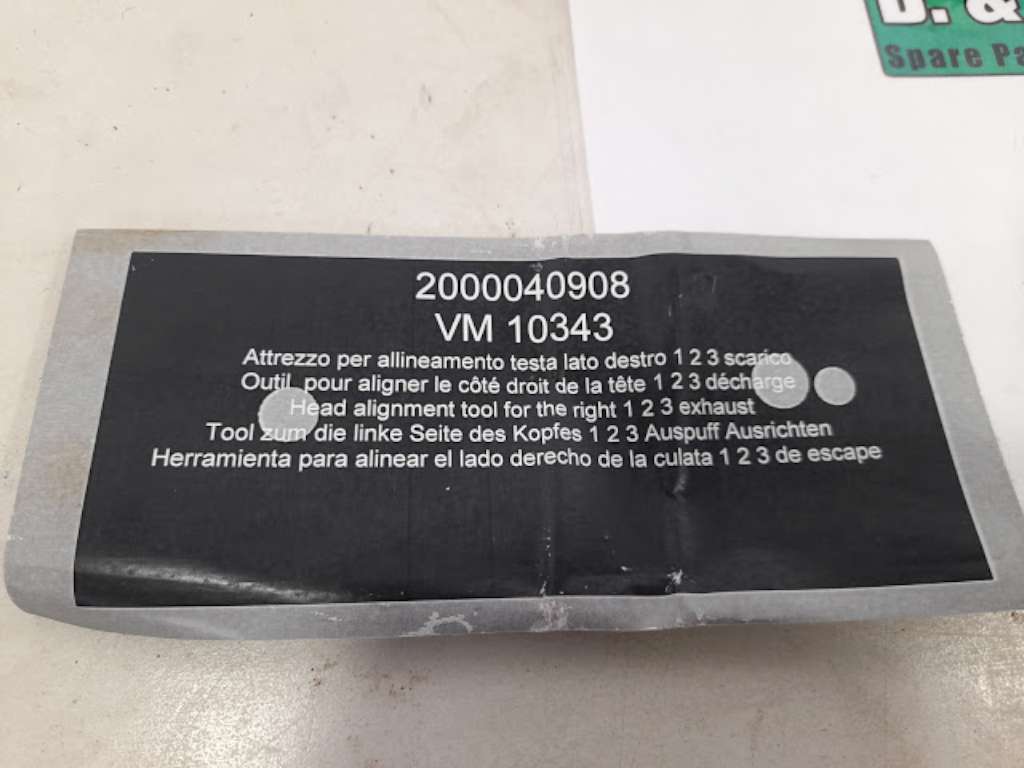 D. &
Spare Pa
2000040908
VM 10343
Attrezzo per allineamento testa lato destro 1 2 3 scarico
Outil pour aligner le côté droit de la tête 1 2 3 décharge
Head alignment tool for the right 1 2 3 exhaust
Tool zum die linke Seite des Kopfes 1 2 3 Auspuff Ausrichten
Herramienta para alinear el lado derecho de la culata 1 2 3 de escape